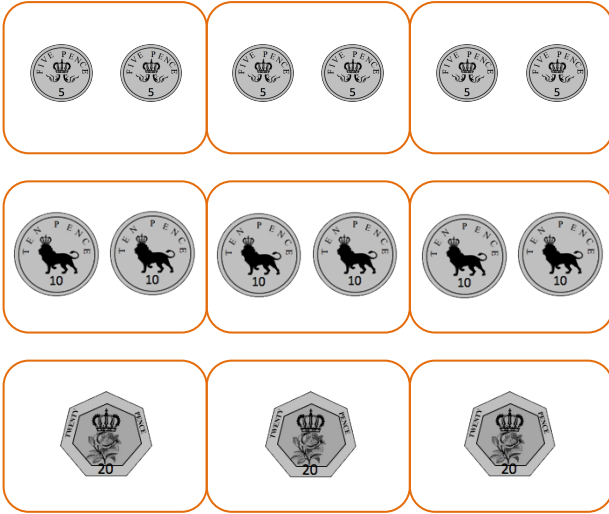 FIVE PENCE FIVE PENCE FIVE PENCE FIVE PENCE FIVE PENCE FIVE PENCE
5 5 5 5 5 5
TEN PENCE TEN PENCE TEN PENCE TEN PENCE TEN PENCE TEN PENCE
10 10 10 10 10 10
TWENTY PENCE TWENTY PENCE TWENTY PENCE
20 20 20